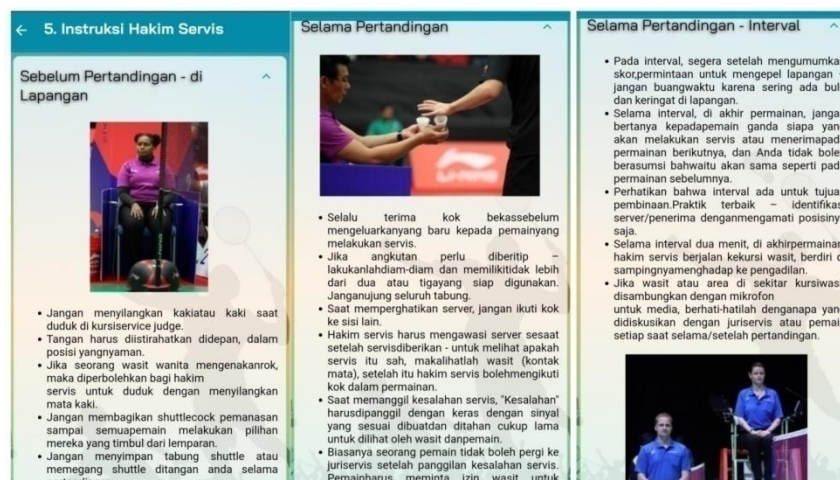 5. Instruksi Hakim Servis
Sebelum Pertandingan - di
Lapangan
• Jangan menyilangkan kakiatau kaki saat
duduk di kursiservice judge.
• Tangan harus diistirahatkan didepan, dalam
posisi yangnyaman.
• Jika seorang wasit wanita mengenakanrok,
maka diperbolehkan bagi hakim
servis untuk duduk dengan menyilangkan
mata kaki.
• Jangan membagikan shuttlecock pemanasan
sampai semuapemain melakukan pilihan
mereka yang timbul dari lemparan.
• Jangan menyimpan tabung shuttle atau
memegang shuttle ditangan anda selama
Selama Pertandingan
LI-NING
• Selalu terima kok bekassebelum
mengeluarkanyang baru kepada pemainyang
melakukan servis.
• Jika angkutan perlu diberitip –
lakukanlahdiam-diam dan memilikitidak lebih
dari dua atau tigayang siap digunakan.
Janganujung seluruh tabung.
• Saat memperghatikan server, jangan ikuti kok
ke sisi lain.
• Hakim servis harus mengawasi server sesaat
setelah servisdiberikan - untuk melihat apakah
servis itu sah, makalihatlah wasit (kontak
mata), setelah itu hakim servis bolehmengikuti
kok dalam permainan.
• Saat memanggil kesalahan servis, "Kesalahan"
harusdipanggil dengan keras dengan sinyal
yang sesuai dibuatdan ditahan cukup lama
untuk dilihat oleh wasit danpemain.
• Biasanya seorang pemain tidak boleh pergi ke
juriservis setelah panggilan kesalahan servis.
Pemainharus meminta izin wasit untuk
Selama Pertandingan - Interval
• Pada interval, segera setelah mengumumka
skor,permintaan untuk mengepel lapangan -
jangan buangwaktu karena sering ada bul
dan keringat di lapangan.
• Selama interval, di akhir permainan, janga
bertanya kepadapemain ganda siapa yan
akan melakukan servis atau menerimapad
permainan berikutnya, dan Anda tidak bole
berasumsi bahwaitu akan sama seperti pad
permainan sebelumnya.
• Perhatikan bahwa interval ada untuk tujua
pembinaan.Praktik terbaik – identifikas
server/penerima denganmengamati posisiny
saja.
• Selama interval dua menit, di akhirpermainan
hakim servis berjalan kekursi wasit, berdiri d
sampingnyamenghadap ke pengadilan.
• Jika wasit atau area di sekitar kursiwas
disambungkan dengan mikrofon
untuk medium, berhati-hatilah denganapa yan
didiskusikan dengan juriservis atau pemai
setiap saat selama/setelah pertandingan.